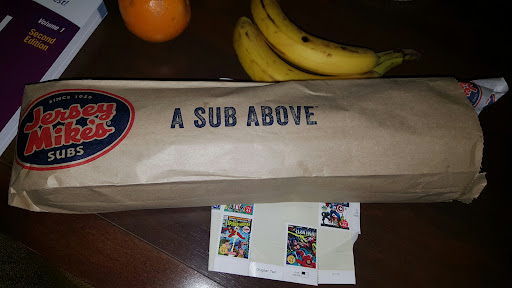 Volume 1
Second
Edition
SINCE 1956
Jersey
Mike's
SUBS
A SUB ABOVE